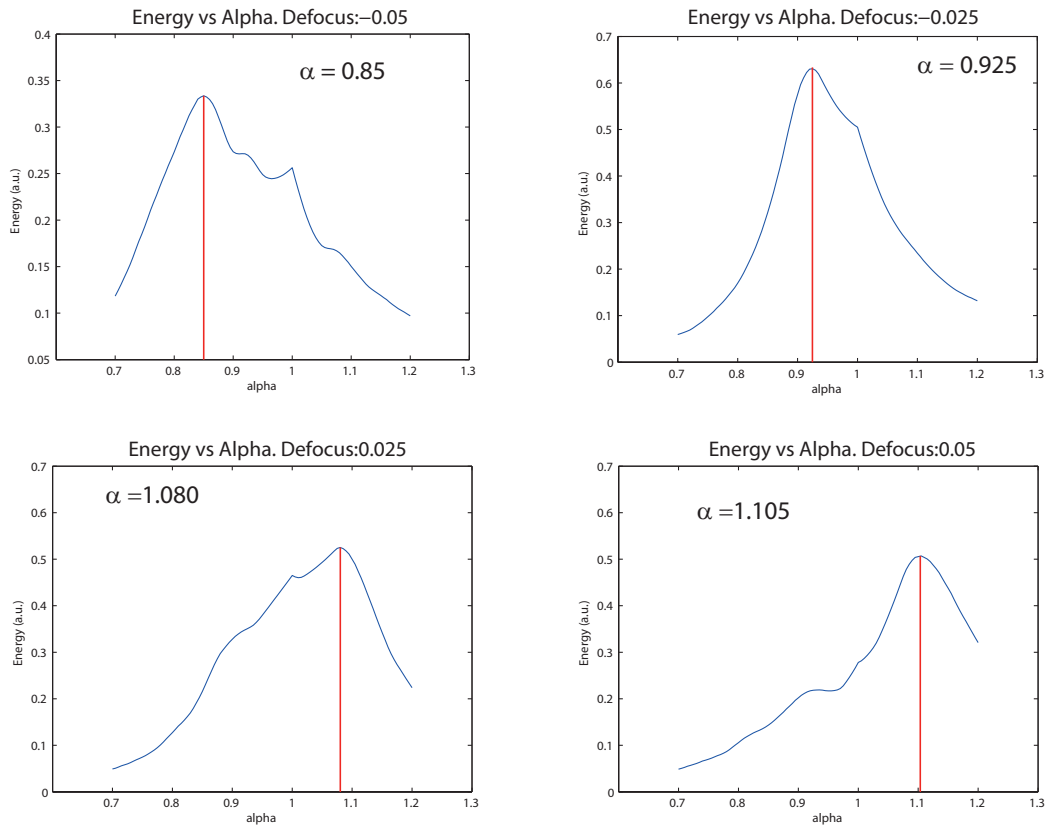 Energy vs Alpha. Defocus:−0.05
0.4
0.35
0.3
0.25
0.2
0.15
0.1
0.05
Energy (a.u.)
α = 0.85
0.7 0.8 0.9 1 1.1 1.2 1.3
alpha
Energy vs Alpha. Defocus:−0.025
0.7
0.6
0.5
0.4
0.3
0.2
0.1
0
Energy (a.u.)
α = 0.925
0.7 0.8 0.9 1 1.1 1.2 1.3
alpha
Energy vs Alpha. Defocus:0.025
0.7
0.6
0.5
0.4
0.3
0.2
0.1
0
Energy (a.u.)
α =1.080
0.7 0.8 0.9 1 1.1 1.2 1.3
alpha
Energy vs Alpha. Defocus:0.05
0.7
0.6
0.5
0.4
0.3
0.2
0.1
0
Energy (a.u.)
α =1.105
0.7 0.8 0.9 1 1.1 1.2 1.3
alpha